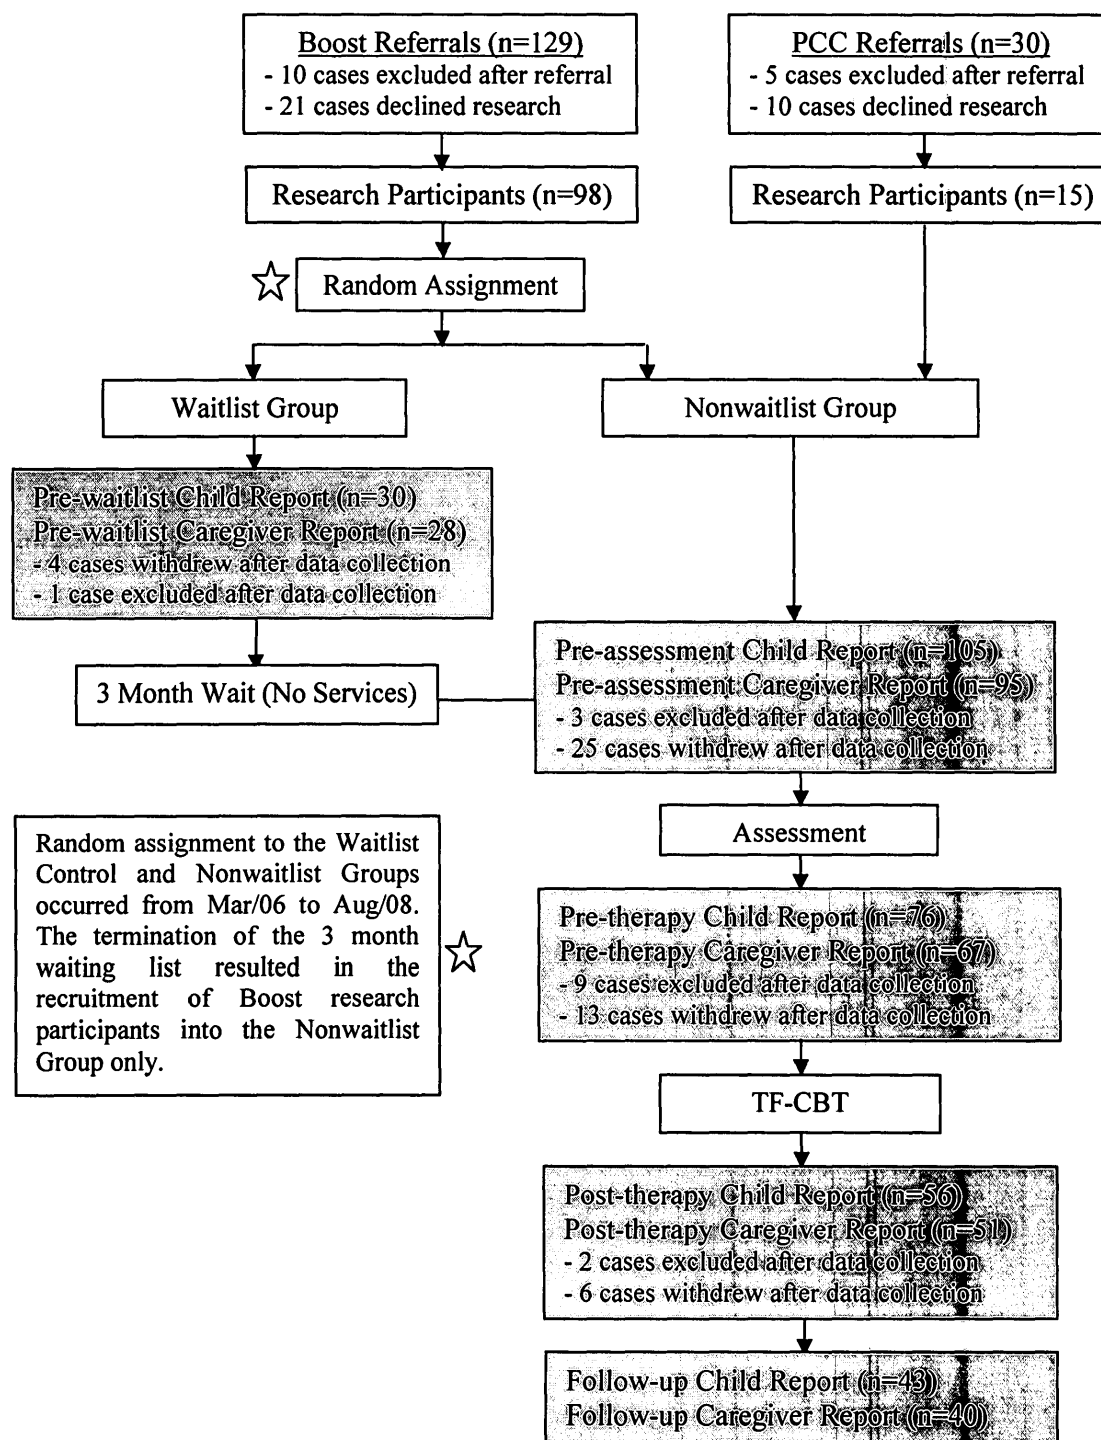 Boost Referrals (n=129)
- 10 cases excluded after referral
- 21 cases declined research
PCC Referrals (n=30)
- 5 cases excluded after referral
- 10 cases declined research
Research Participants (n=98)
Research Participants (n=15)
Random Assignment
Waitlist Group
Nonwaitlist Group
Pre-waitlist Child Report (n=30)
Pre-waitlist Caregiver Report (n=28)
- 4 cases withdrew after data collection
- 1 case excluded after data collection
3 Month Wait (No Services)
Pre-assessment Child Report (n=105)
Pre-assessment Caregiver Report (n=95)
- 3 cases excluded after data collection
- 25 cases withdrew after data collection
Assessment
Random assignment to the Waitlist
Control and Nonwaitlist Groups
occurred from Mar/06 to Aug/08.
The termination of the 3 month
waiting list resulted in the
recruitment of Boost research
participants into the Nonwaitlist
Group only.
Pre-therapy Child Report (n=76)
Pre-therapy Caregiver Report (n=67)
- 9 cases excluded after data collection
- 13 cases withdrew after data collection
TF-CBT
Post-therapy Child Report (n=56)
Post-therapy Caregiver Report (n=51)
- 2 cases excluded after data collection
- 6 cases withdrew after data collection
Follow-up Child Report (n=43)
Follow-up Caregiver Report (n=40)